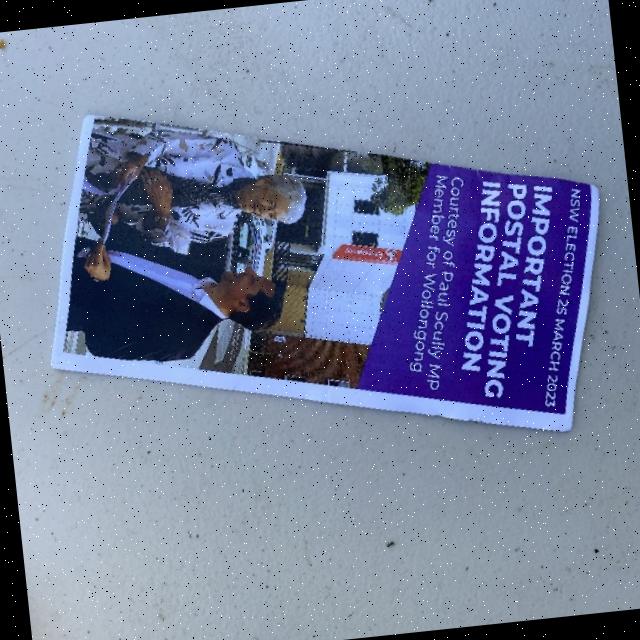 NSW ELECTION 25 MARCH 2023
IMPORTANT
POSTAL VOTING
INFORMATION
Courtesy of Paul Scully MP
Member for Wollongong